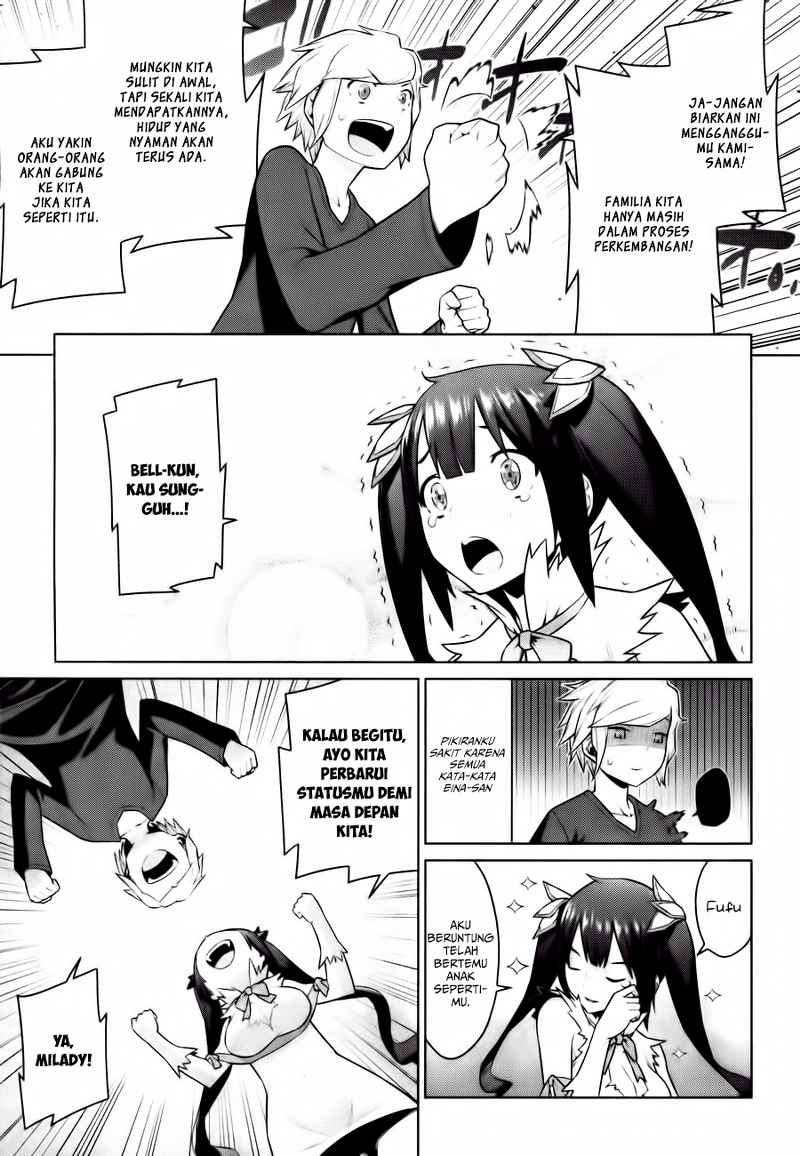 JA-JANGAN
BIARKAN INI
MENGGANGGU-
MU KAMI-
SAMA!
FAMILIA KITA
HANYA MASIH
DALAM PROSES
PERKEMBANGAN!
MUNGKIN KITA
SULIT DI AWAL,
TAPI SEKALI KITA
MENDAPATKANNYA,
HIDUP YANG
NYAMAN AKAN
TERUS ADA.
AKU YAKIN
ORANG-ORANG
AKAN GABUNG
KE KITA
JIKA KITA
SEPERTI ITU.
BELL-KUN,
KAU SUNG-
GUH...!
PIKIRANKU
SAKIT KARENA
SEMUA
KATA-KATA
EINA-SAN
Fufu
AKU
BERUNTUNG
TELAH
BERTEMU
ANAK
SEPERTI-
MU.
KALAU BEGITU,
AYO KITA
PERBARUI
STATUSMU DEMI
MASA DEPAN
KITA!
YA,
MILADY!